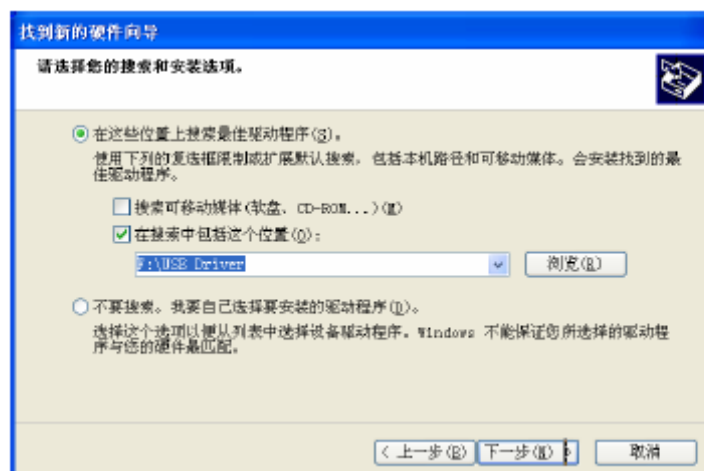 找到新的硬件向导
请选择您的搜索和安装选项。
在这些位置上搜索最佳驱动程序(S)。
使用下列的复选框限制或扩展默认搜索，包括本机路径和可移动媒体。会安装找到的最
佳驱动程序。
搜索可移动媒体(软盘、CD-ROM...)(M)
在搜索中包括这个位置(O):
F:\USB Driver
浏览(R)
不要搜索。我要自己选择要安装的驱动程序(D)。
选择这个选项以便从列表中选择设备驱动程序。Windows 不能保证您所选择的驱动程
序与您的硬件最匹配。
< 上一步(B) 下一步(N) > 取消